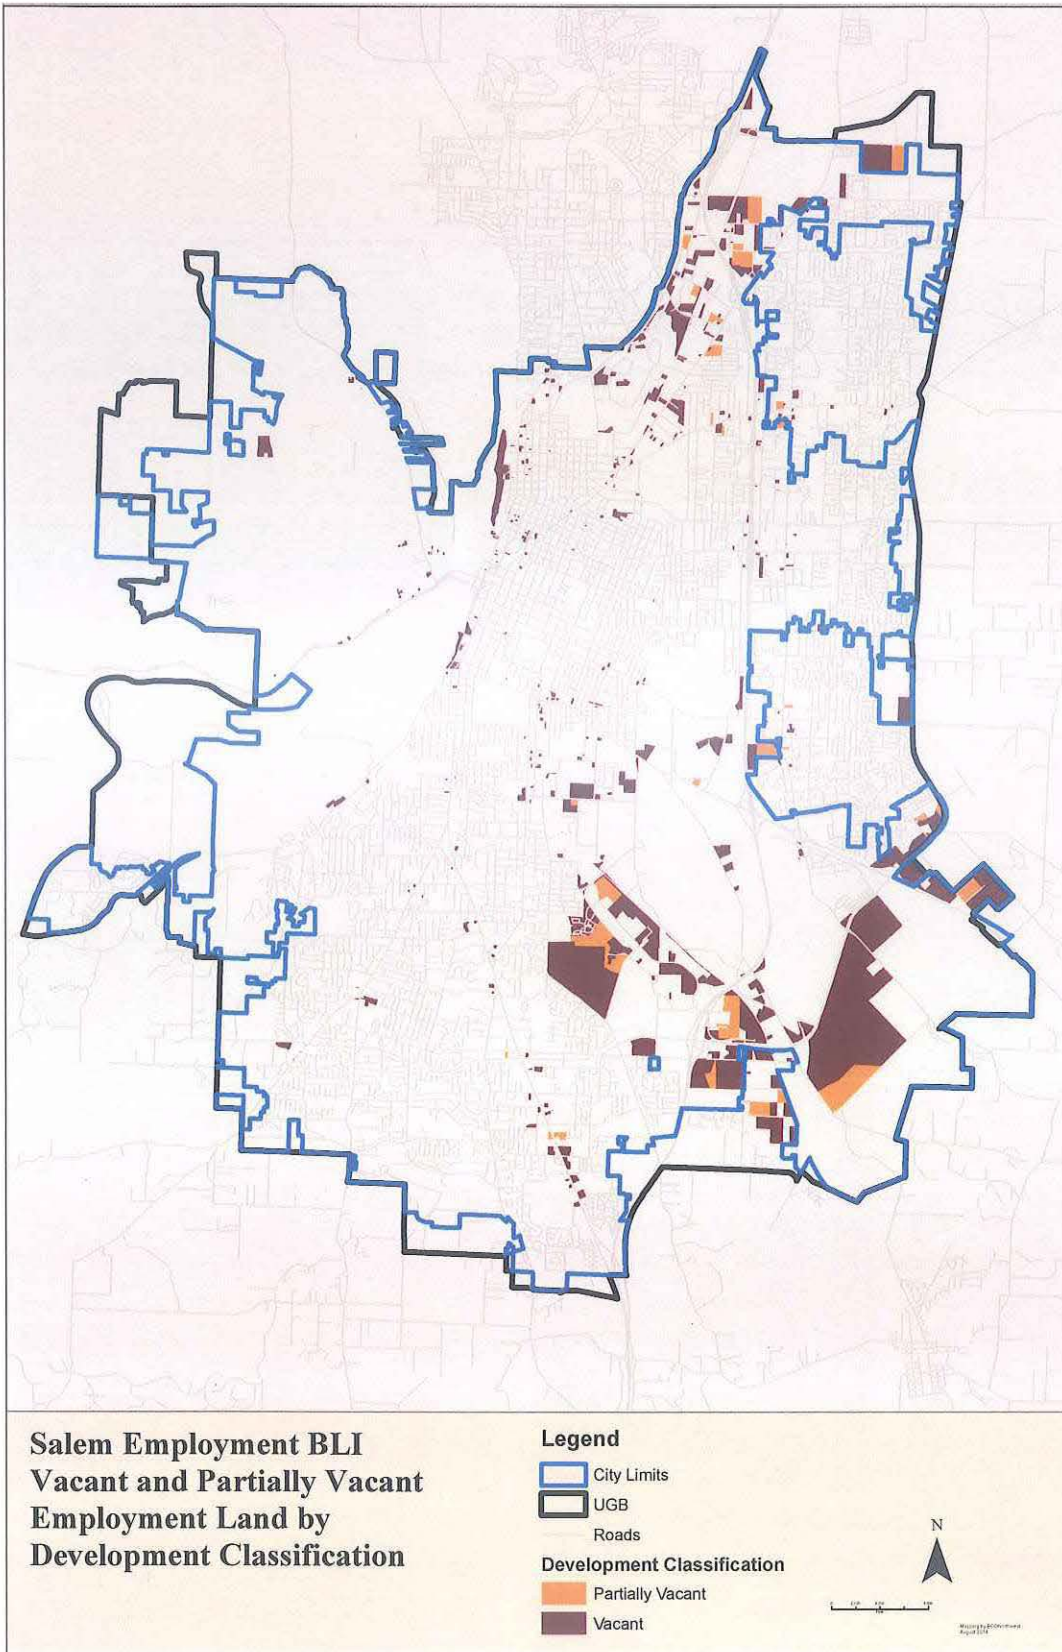 Salem Employment BLI
Vacant and Partially Vacant
Employment Land by
Development Classification
Legend
City Limits
UGB
Roads
Development Classification
Partially Vacant
Vacant
N